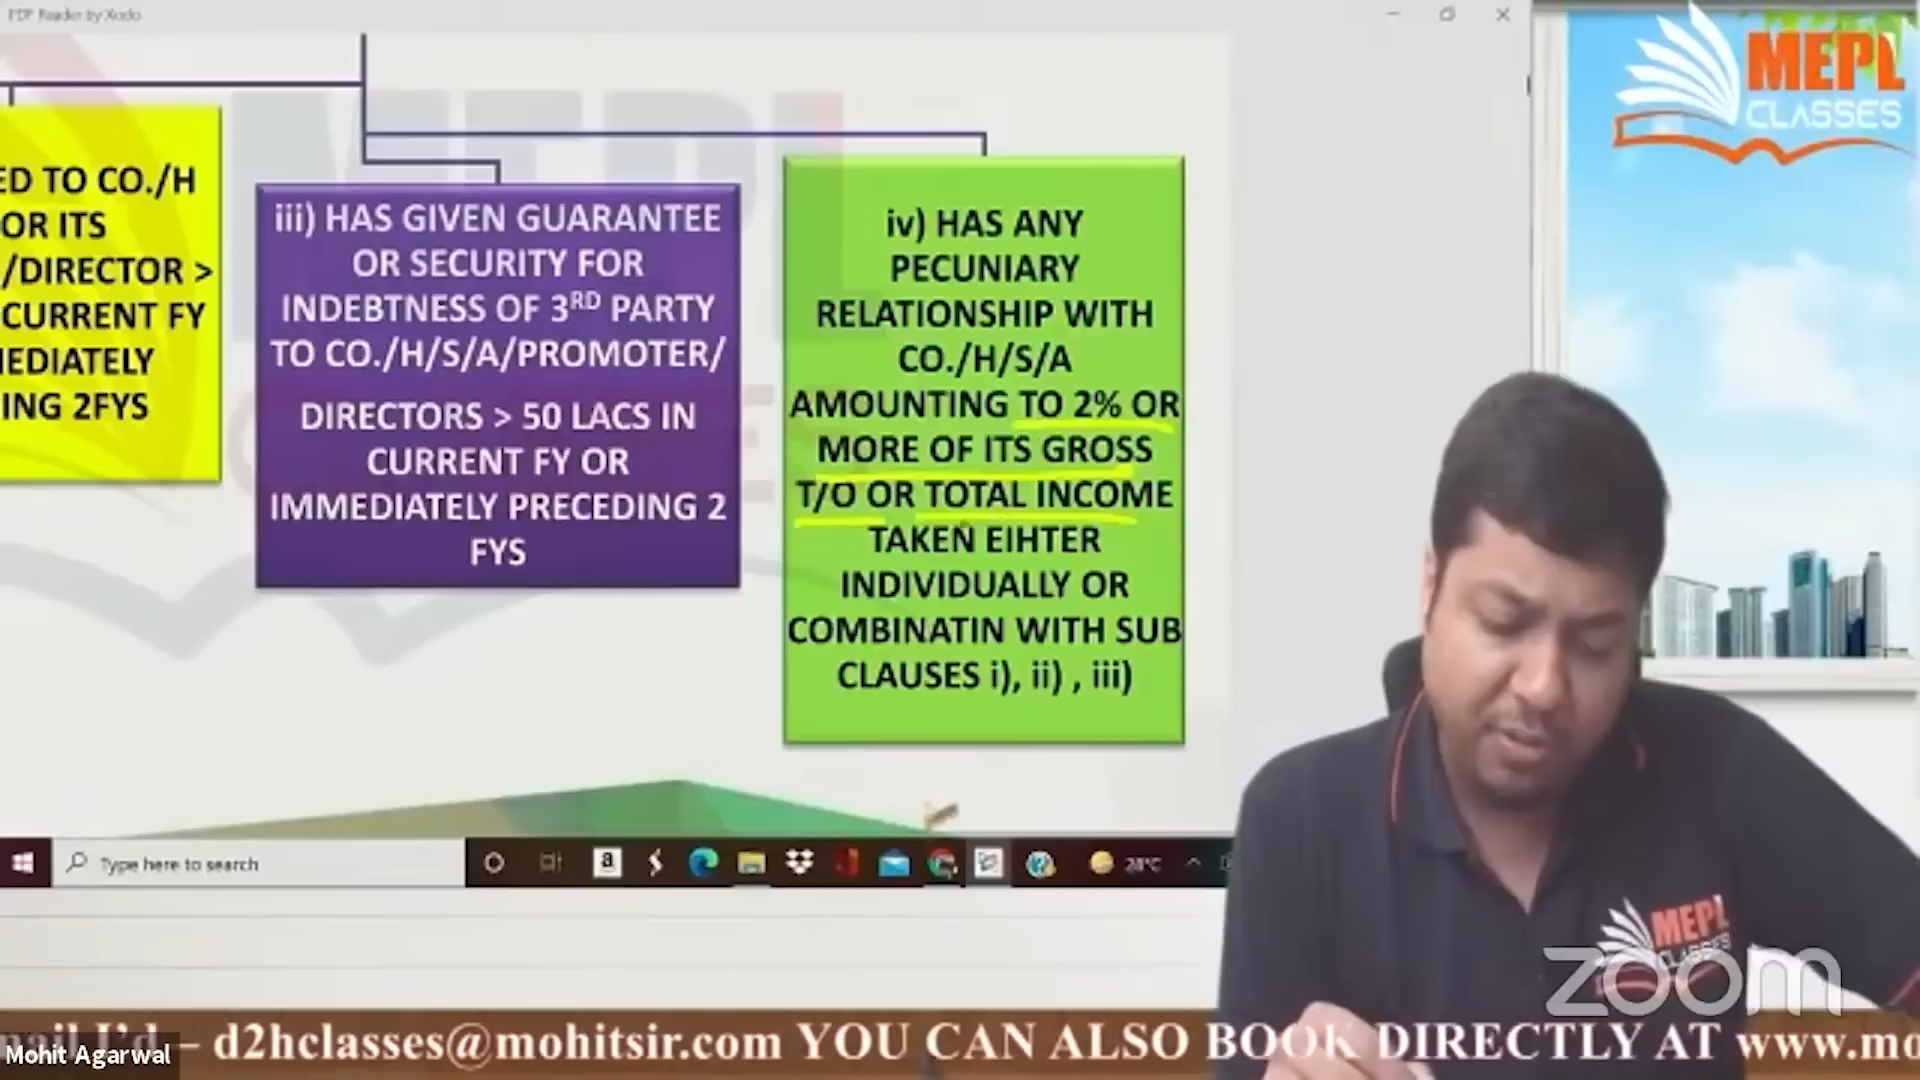 PDF Reader by Xodo
MEPL
CLASSES
ED TO CO./H
OR ITS
/DIRECTOR >
CURRENT FY
MEDIATELY
ING 2FYS
iii) HAS GIVEN GUARANTEE
OR SECURITY FOR
INDEBTNESS OF 3RD PARTY
TO CO./H/S/A/PROMOTER/
DIRECTORS > 50 LACS IN
CURRENT FY OR
IMMEDIATELY PRECEDING 2
FYS
iv) HAS ANY
PECUNIARY
RELATIONSHIP WITH
CO./H/S/A
AMOUNTING TO 2% OR
MORE OF ITS GROSS
T/O OR TOTAL INCOME
TAKEN EIHTER
INDIVIDUALLY OR
COMBINATIN WITH SUB
CLAUSES i), ii) , iii)
Type here to search
28°C
MEPL
CLASSES
zoom
ail I'd – d2hclasses@mohitsir.com YOU CAN ALSO BOOK DIRECTLY AT www.mo
Mohit Agarwal